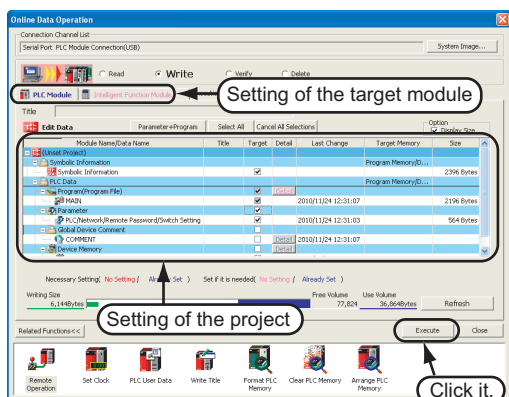 Online Data Operation
Connection Channel List
Serial Port PLC Module Connection(USB)
System Image...
Read
Write
Verify
Delete
PLC Module
Intelligent Function Module
Setting of the target module
Title
Edit Data
Parameter+Program
Select All
Cancel All Selections
Option
Display Size
Module Name/Data Name Title Target Detail Last Change Target Memory Size
(Unset Project)
Symbolic Information Program Memory/D...
Symbolic Information 2396 Bytes
PLC Data Program Memory/D...
Program(Program File) Detail
MAIN 2010/11/24 12:31:07 2196 Bytes
Parameter
PLC/Network/Remote Password/Switch Setting 2010/11/24 12:31:03 564 Bytes
Global Device Comment
COMMENT Detail 2010/11/24 12:31:07
Device Memory Detail
Necessary Setting( No Setting / Already Set ) Set if it is needed( No Setting / Already Set )
Writing Size
6,144Bytes
Free Volume
77,824
Use Volume
36,864Bytes
Refresh
Setting of the project
Related Functions<<
Execute
Close
Remote Operation
Set Clock
PLC User Data
Write Title
Format PLC Memory
Clear PLC Memory
Arrange PLC Memory
Click it.